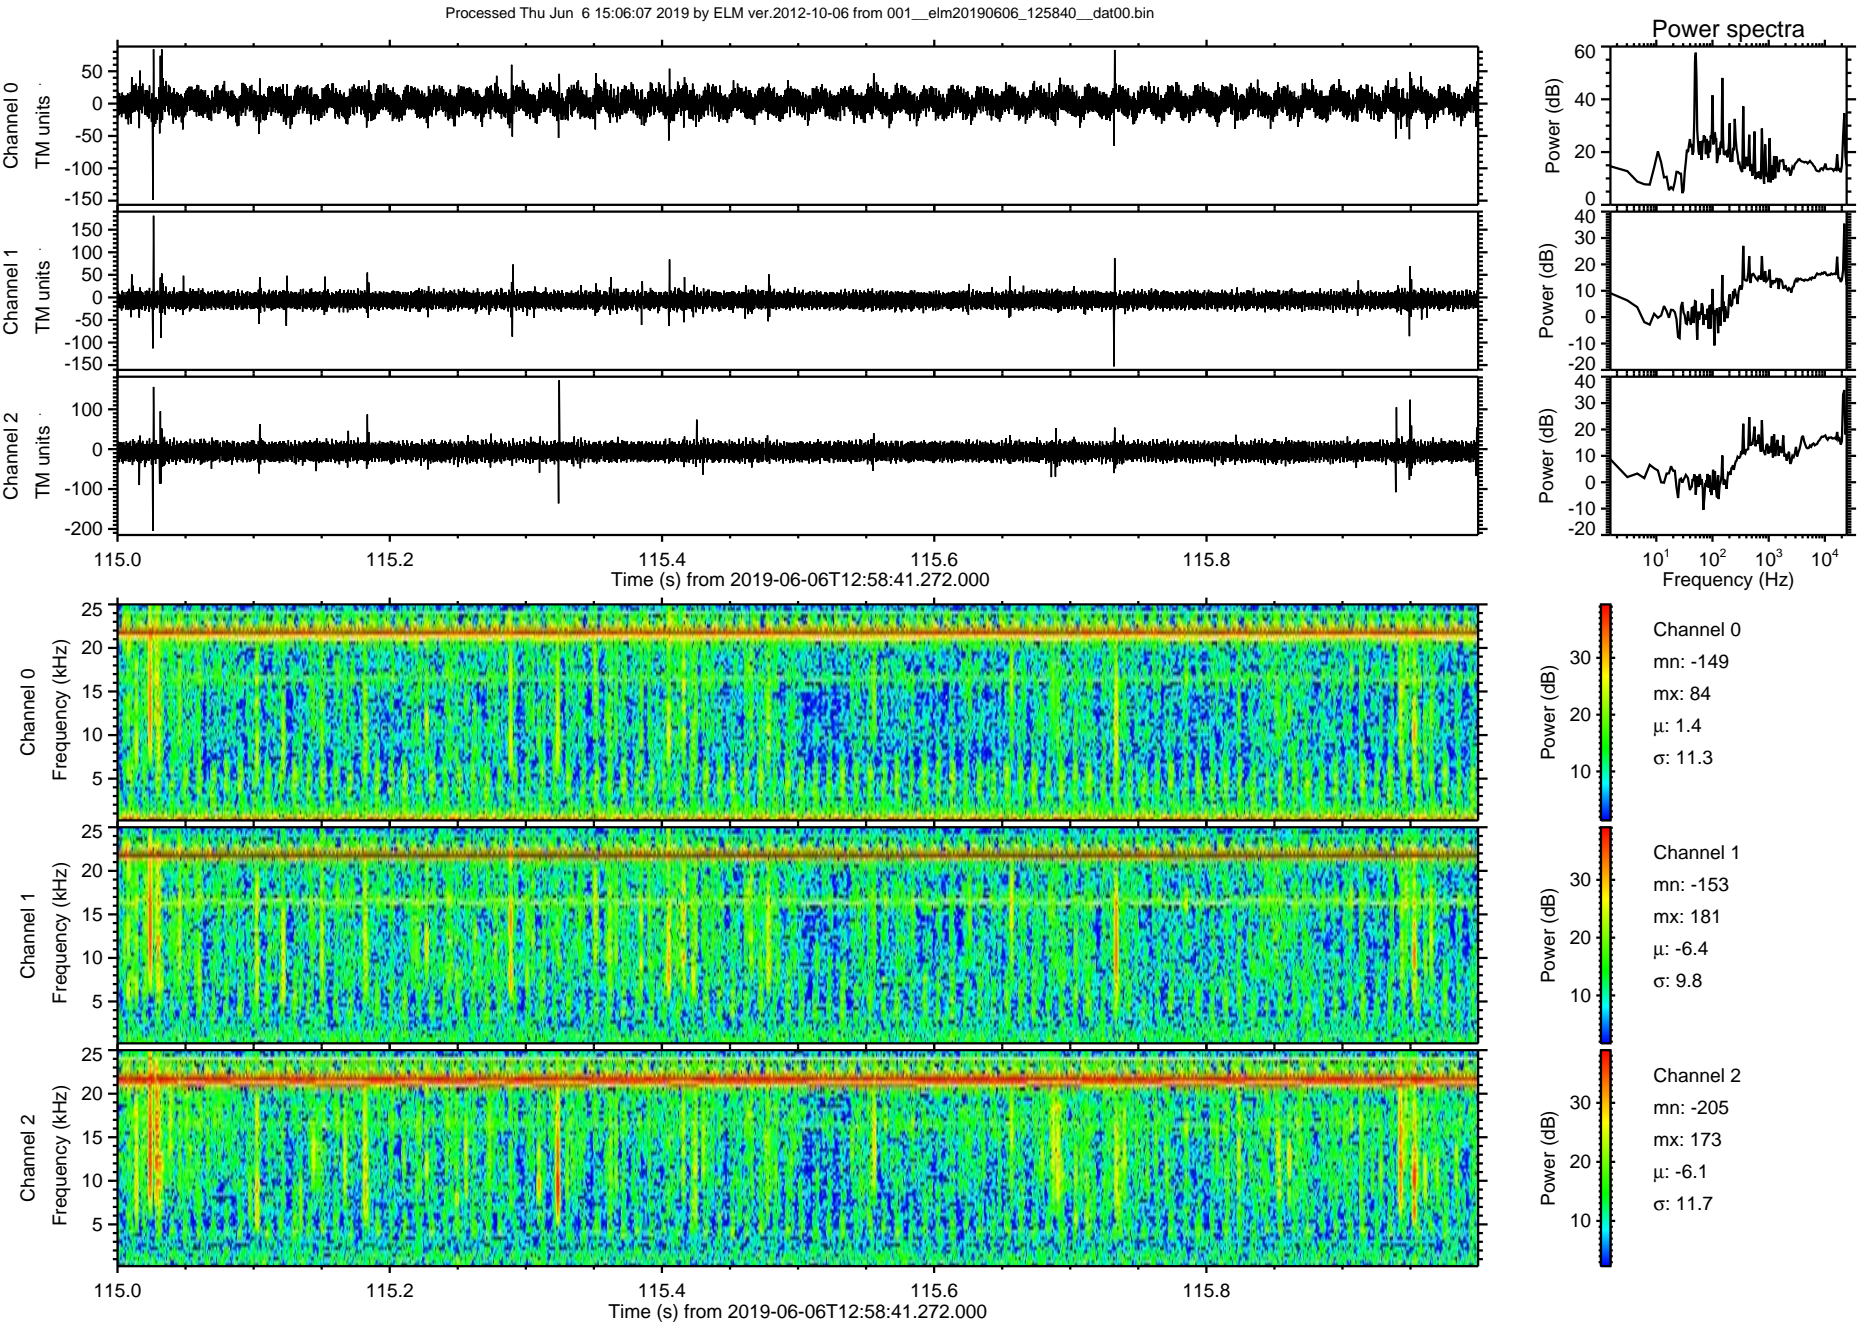 Processed Thu Jun  6 15:06:07 2019 by ELM ver.2012-10-06 from 001__elm20190606_125840__dat00.bin
Power spectra
Channel 0
TM units
50
0
-50
-100
-150
Power (dB)
60
40
20
0
Channel 1
TM units
150
100
50
0
-50
-100
-150
Power (dB)
40
30
20
10
0
-10
-20
Channel 2
TM units
100
0
-100
-200
Power (dB)
40
30
20
10
0
-10
-20
115.0 115.2 115.4 115.6 115.8
Time (s) from 2019-06-06T12:58:41.272.000
10^1 10^2 10^3 10^4
Frequency (Hz)
Channel 0
Frequency (kHz)
25
20
15
10
5
Power (dB)
30
20
10
Channel 0
mn: -149
mx: 84
μ: 1.4
σ: 11.3
Channel 1
Frequency (kHz)
25
20
15
10
5
Power (dB)
30
20
10
Channel 1
mn: -153
mx: 181
μ: -6.4
σ: 9.8
Channel 2
Frequency (kHz)
25
20
15
10
5
Power (dB)
30
20
10
Channel 2
mn: -205
mx: 173
μ: -6.1
σ: 11.7
115.0 115.2 115.4 115.6 115.8
Time (s) from 2019-06-06T12:58:41.272.000